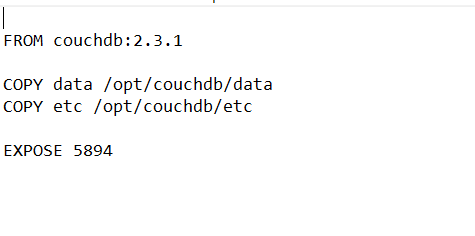 FROM couchdb:2.3.1
COPY data /opt/couchdb/data
COPY etc /opt/couchdb/etc
EXPOSE 5894